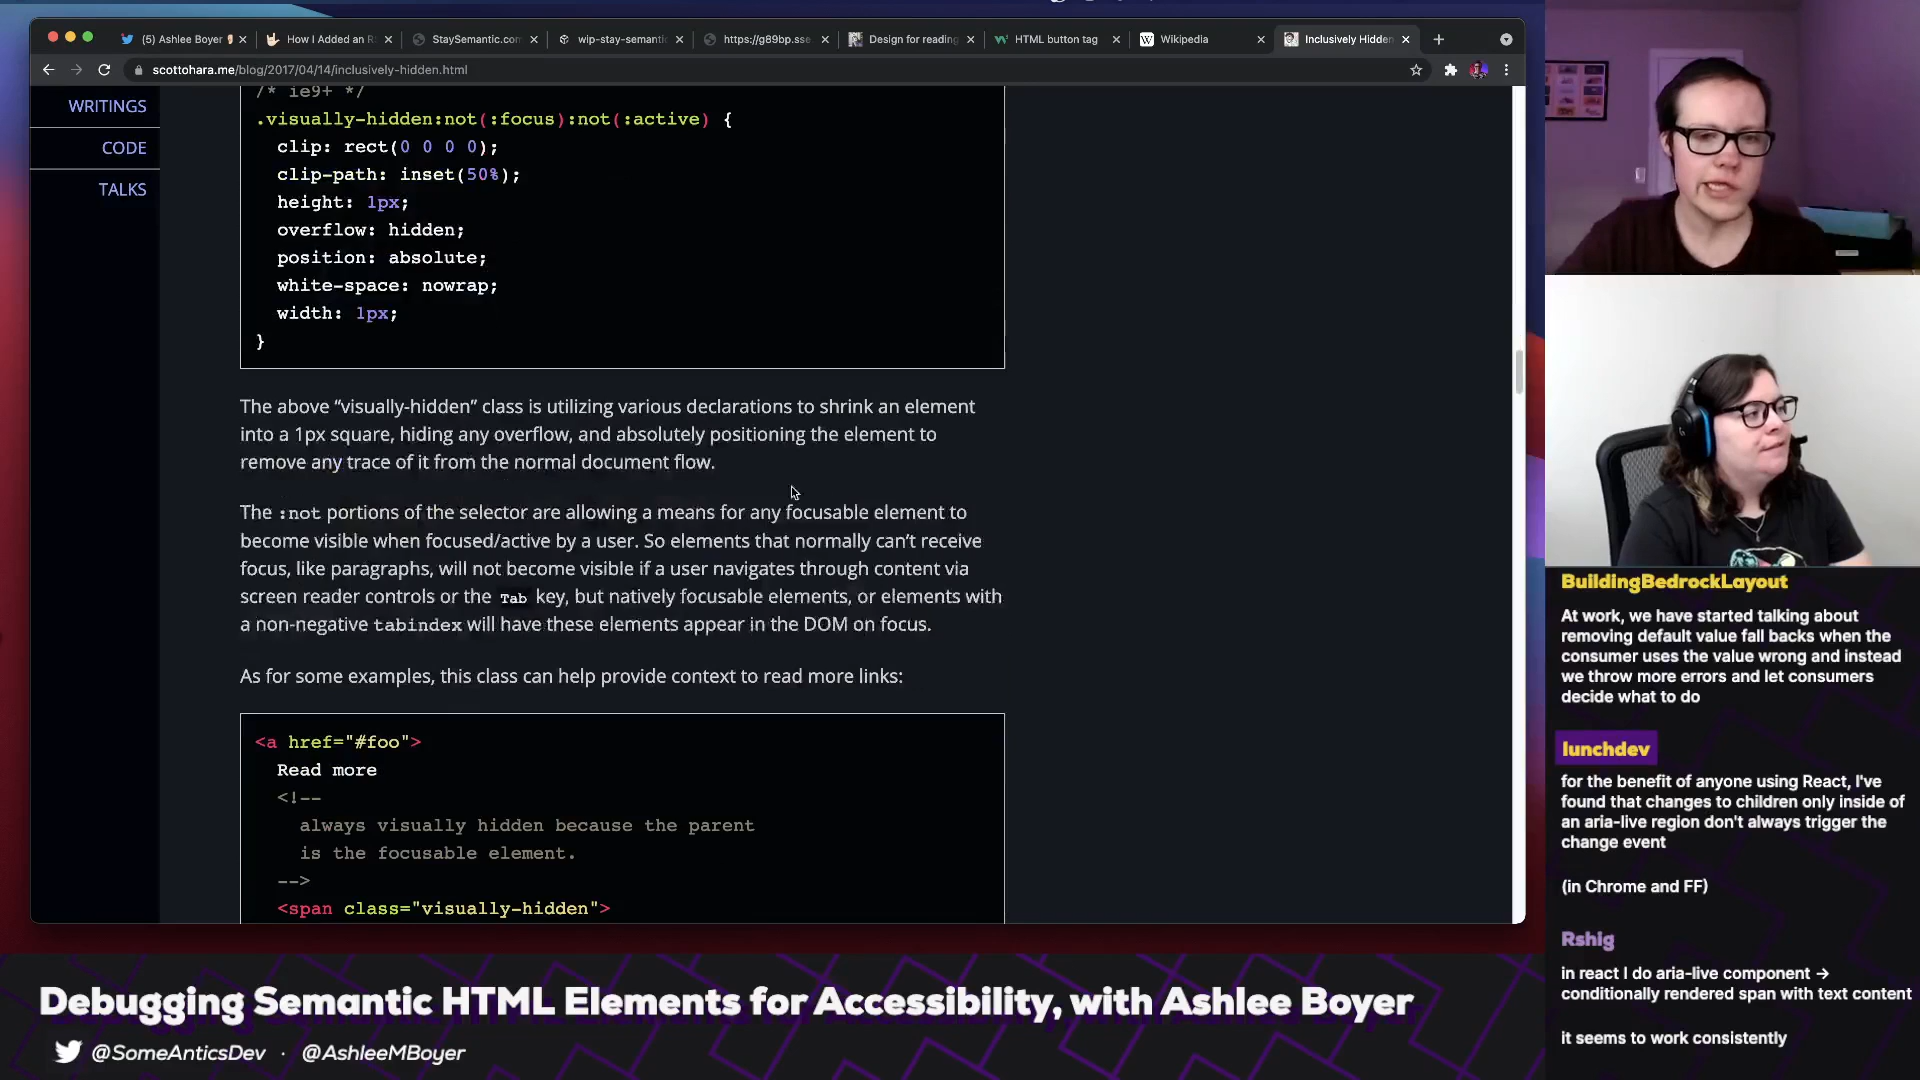 (5) Ashlee Boyer
How I Added an R
StaySemantic.com
wip-stay-semantic
https://g89bp.sse
Design for reading
HTML button tag
Wikipedia
Inclusively Hidden
scottohara.me/blog/2017/04/14/inclusively-hidden.html
WRITINGS
CODE
TALKS
/* ie9+ */
.visually-hidden:not(:focus):not(:active) {
clip: rect(0 0 0 0);
clip-path: inset(50%);
height: 1px;
overflow: hidden;
position: absolute;
white-space: nowrap;
width: 1px;
}
The above “visually-hidden” class is utilizing various declarations to shrink an element
into a 1px square, hiding any overflow, and absolutely positioning the element to
remove any trace of it from the normal document flow.
The :not portions of the selector are allowing a means for any focusable element to
become visible when focused/active by a user. So elements that normally can’t receive
focus, like paragraphs, will not become visible if a user navigates through content via
screen reader controls or the Tab key, but natively focusable elements, or elements with
a non-negative tabindex will have these elements appear in the DOM on focus.
As for some examples, this class can help provide context to read more links:
<a href="#foo">
Read more
<!--
always visually hidden because the parent
is the focusable element.
-->
<span class="visually-hidden">
BuildingBedrockLayout
At work, we have started talking about
removing default value fall backs when the
consumer uses the value wrong and instead
we throw more errors and let consumers
decide what to do
lunchdev
for the benefit of anyone using React, I've
found that changes to children only inside of
an aria-live region don't always trigger the
change event
(in Chrome and FF)
Rshig
in react I do aria-live component →
conditionally rendered span with text content
it seems to work consistently
Debugging Semantic HTML Elements for Accessibility, with Ashlee Boyer
@SomeAnticsDev · @AshleeMBoyer